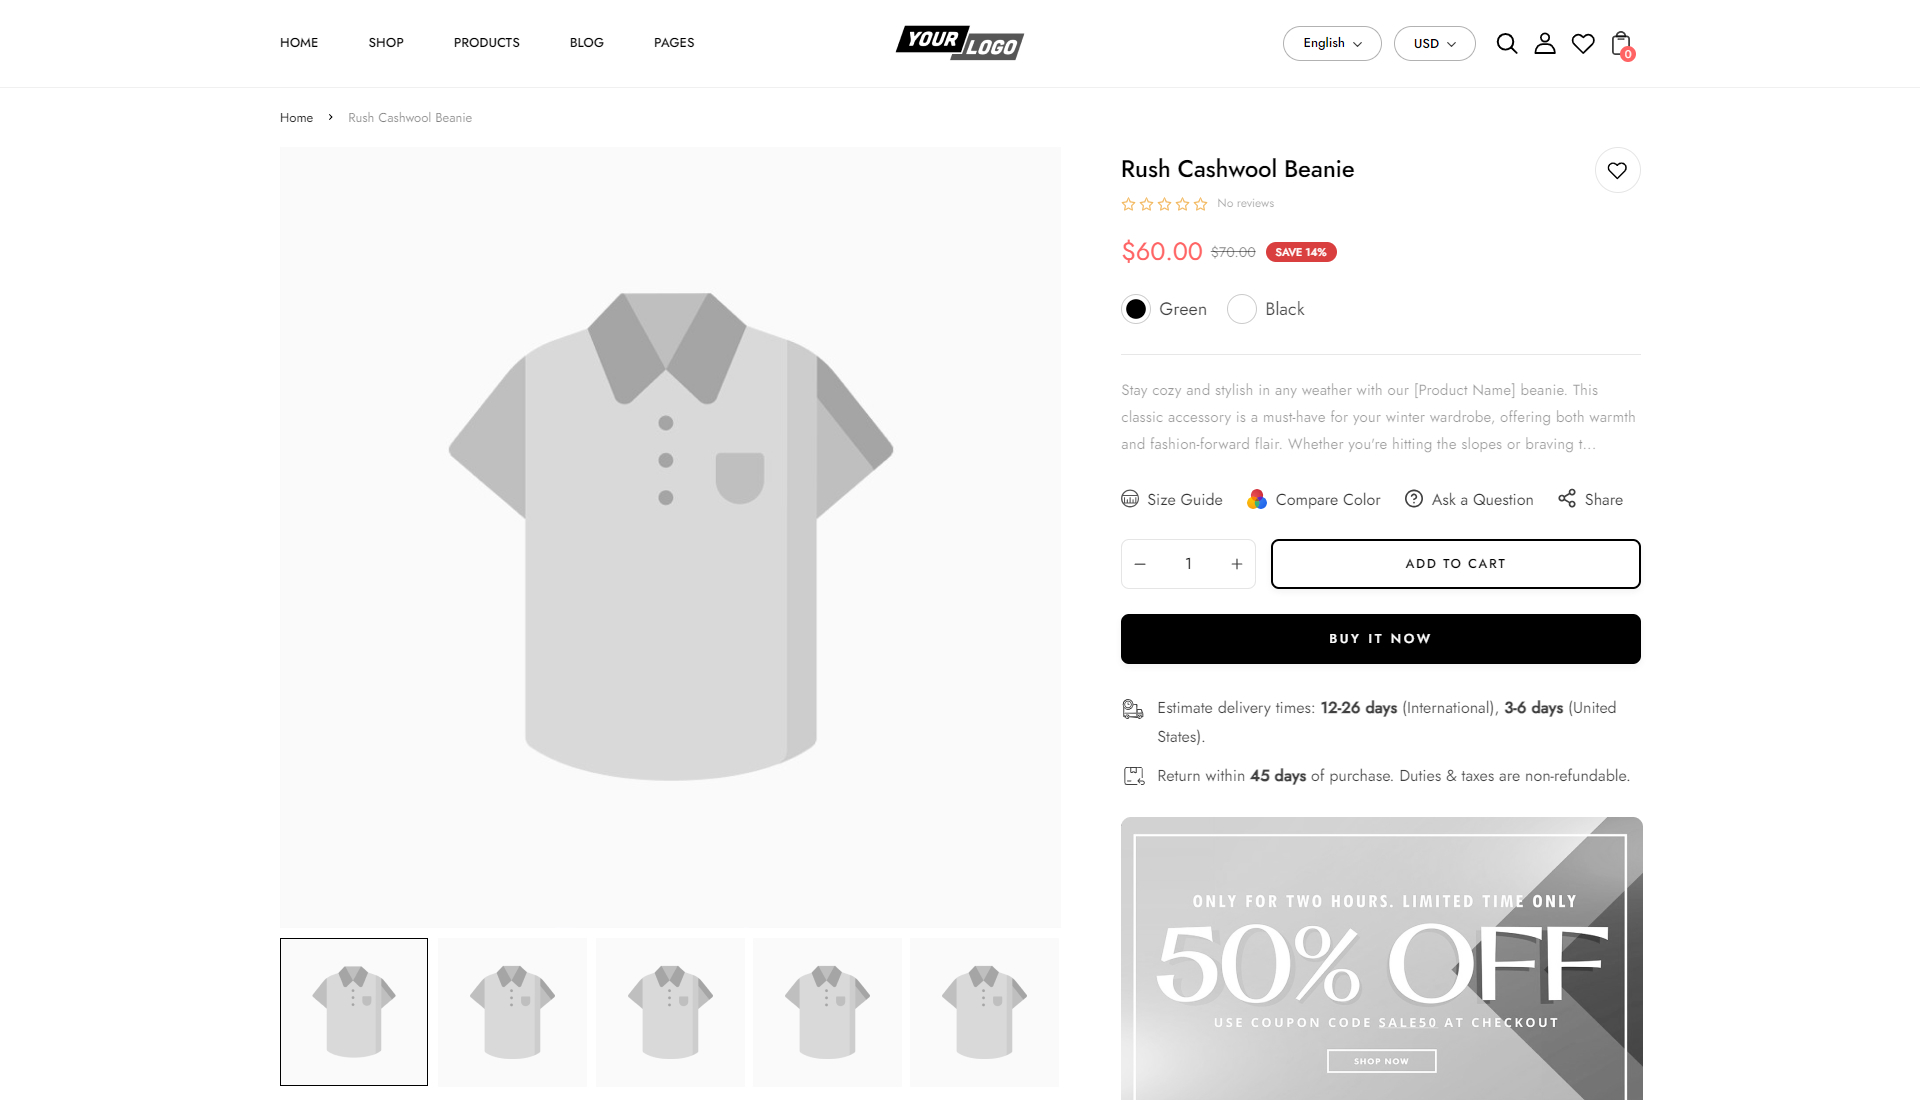 HOME SHOP PRODUCTS BLOG PAGES
YOUR LOGO
English USD
0
Home › Rush Cashwool Beanie
Rush Cashwool Beanie
No reviews
$60.00 $70.00 SAVE 14%
Green Black
Stay cozy and stylish in any weather with our [Product Name] beanie. This
classic accessory is a must-have for your winter wardrobe, offering both warmth
and fashion-forward flair. Whether you're hitting the slopes or braving t...
Size Guide Compare Color Ask a Question Share
− 1 + ADD TO CART
BUY IT NOW
Estimate delivery times: 12-26 days (International), 3-6 days (United
States).
Return within 45 days of purchase. Duties & taxes are non-refundable.
ONLY FOR TWO HOURS. LIMITED TIME ONLY
50% OFF
USE COUPON CODE SALE50 AT CHECKOUT
SHOP NOW